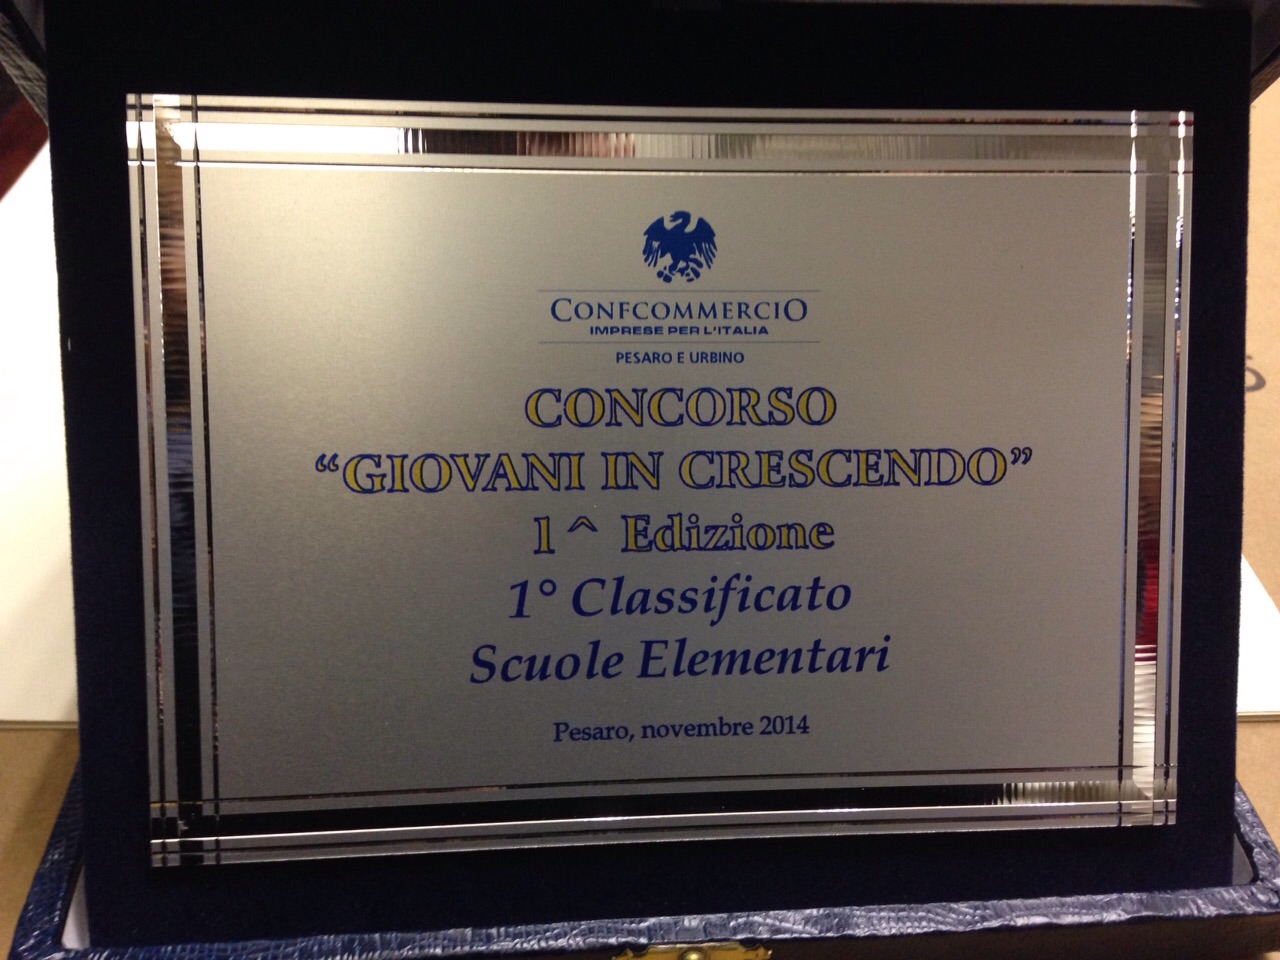 CONFCOMMERCIO
IMPRESE PER L'ITALIA
PESARO E URBINO
CONCORSO
“GIOVANI IN CRESCENDO”
1^ Edizione
1° Classificato
Scuole Elementari
Pesaro, novembre 2014